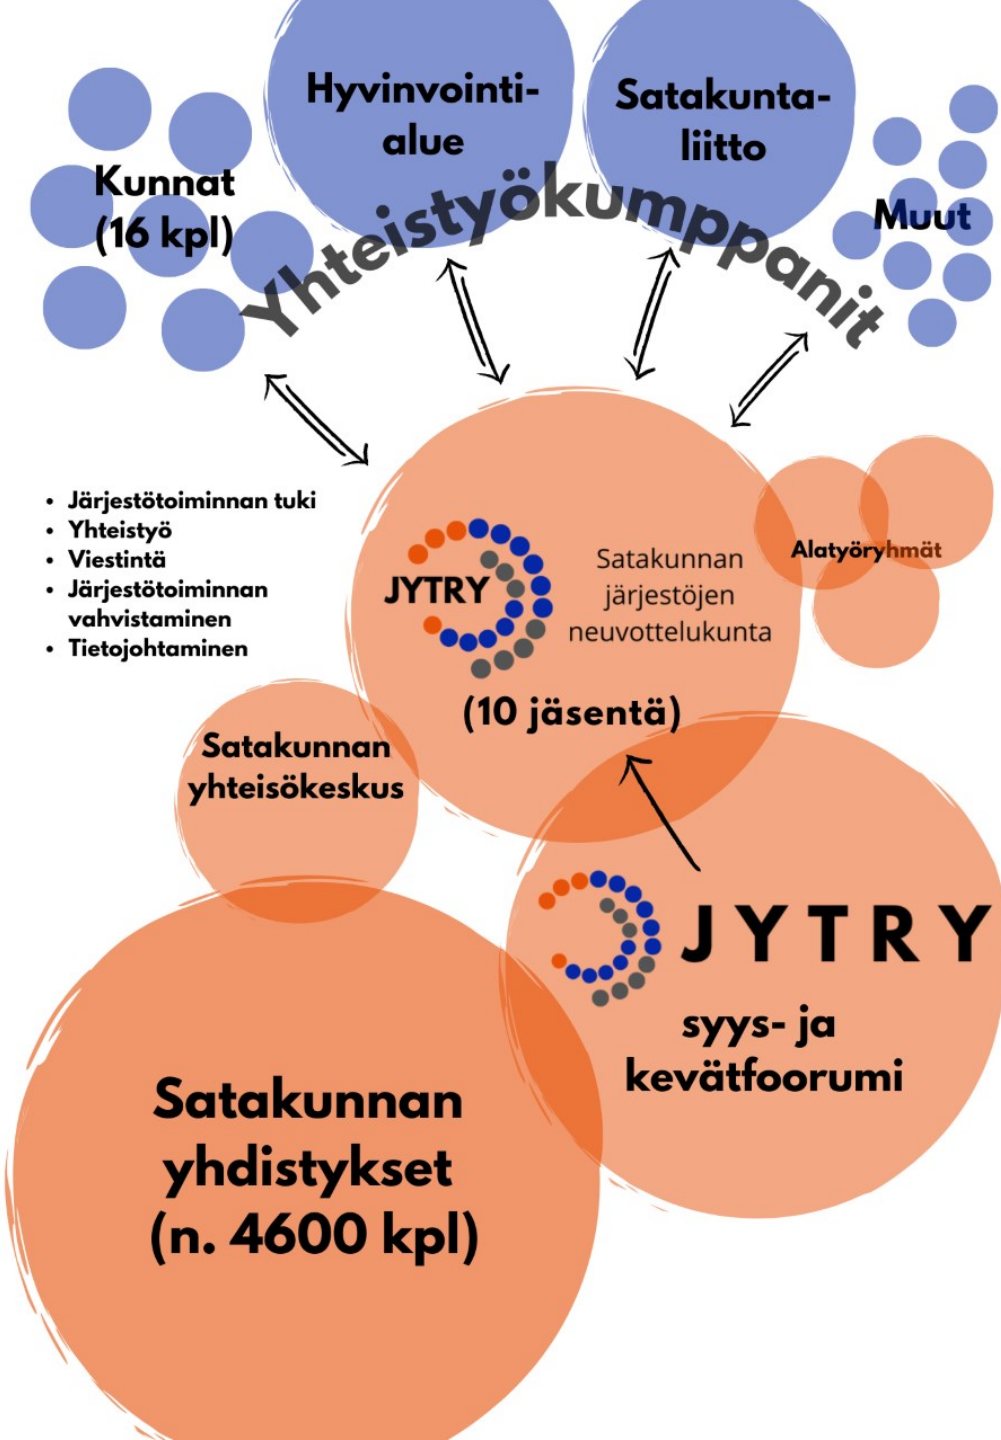 Hyvinvointi-
alue
Satakunta-
liitto
Kunnat
(16 kpl)
Muut
Yhteistyökumppanit
• Järjestötoiminnan tuki
• Yhteistyö
• Viestintä
• Järjestötoiminnan
vahvistaminen
• Tietojohtaminen
JYTRY
Satakunnan
järjestöjen
neuvottelukunta
(10 jäsentä)
Alatyöryhmät
Satakunnan
yhteisökeskus
JYTRY
syys- ja
kevätfoorumi
Satakunnan
yhdistykset
(n. 4600 kpl)